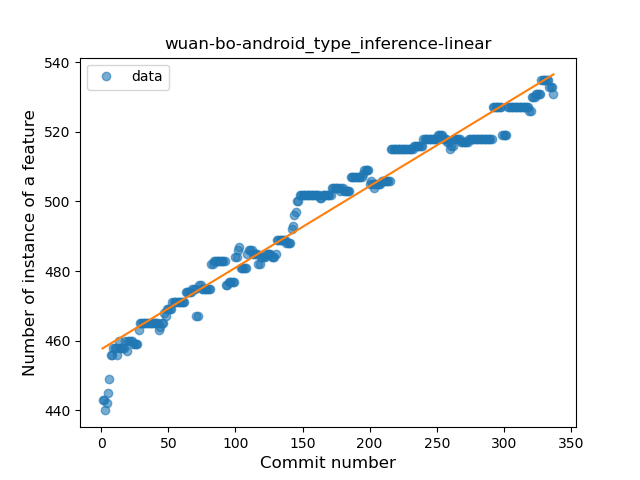 wuan-bo-android_type_inference-linear
data
Number of instance of a feature
540
520
500
480
460
440
0 50 100 150 200 250 300 350
Commit number